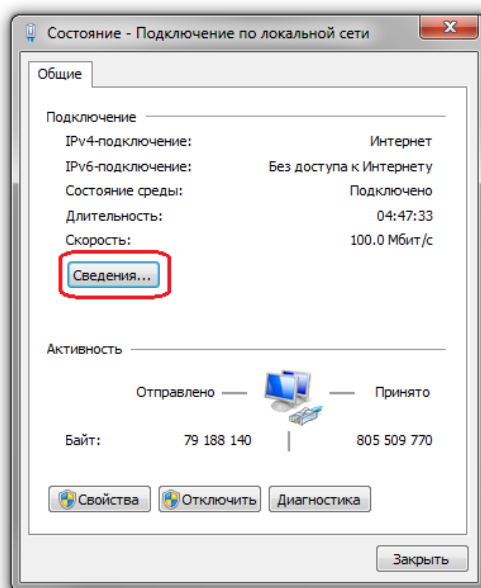 Состояние - Подключение по локальной сети
Общие
Подключение
IPv4-подключение: Интернет
IPv6-подключение: Без доступа к Интернету
Состояние среды: Подключено
Длительность: 04:47:33
Скорость: 100.0 Мбит/с
Сведения...
Активность
Отправлено — — Принято
Байт: 79 188 140 | 805 509 770
Свойства Отключить Диагностика
Закрыть